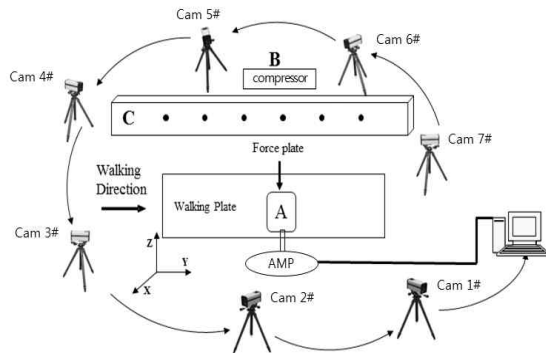 Cam 5#
Cam 6#
B
compressor
Cam 4#
C
Cam 7#
Force plate
Walking
Direction
Walking Plate
A
Cam 3#
Z
Y
X
AMP
Cam 2#
Cam 1#